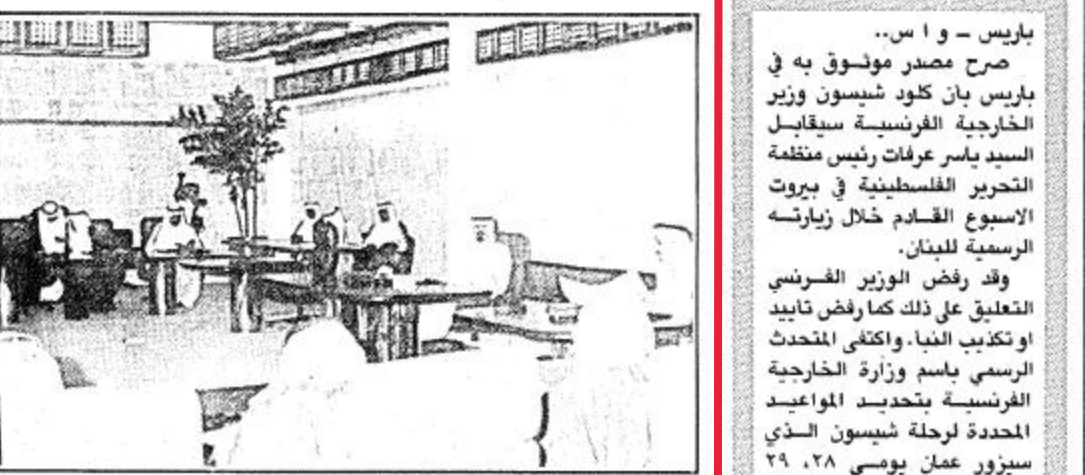 باريس ــ و ا س..
صرح مصدر موثوق به في
باريس بان كلود شيسون وزير
الخارجية الفرنسية سيقابل
السيد ياسر عرفات رئيس منظمة
التحرير الفلسطينية في بيروت
الاسبوع القادم خلال زيارته
الرسمية للبنان.
وقد رفض الوزير الفرنسي
التعليق على ذلك كما رفض تاييد
او تكذيب النبا. واكتفى المتحدث
الرسمي باسم وزارة الخارجية
الفرنسية بتحديد المواعيد
المحددة لرحلة شيسون الذي
سيزور عمان يومي ٢٨، ٢٩